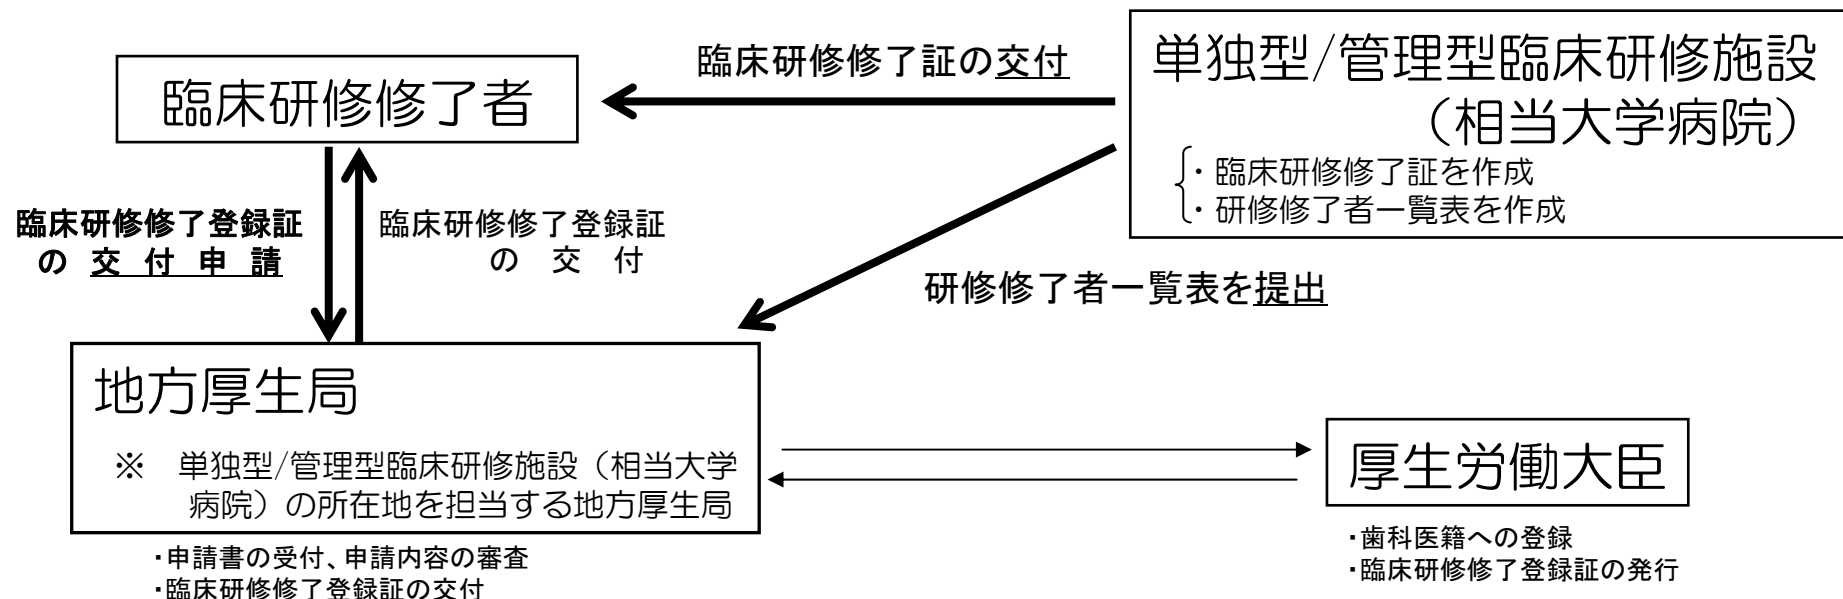 臨床研修修了証の交付
単独型/管理型臨床研修施設
（相当大学病院）
・臨床研修修了証を作成
・研修修了者一覧表を作成
臨床研修修了者
臨床研修修了登録証
の交付申請
臨床研修修了登録証
の交付
研修修了者一覧表を提出
地方厚生局
※　単独型/管理型臨床研修施設（相当大学
病院）の所在地を担当する地方厚生局
・申請書の受付、申請内容の審査
・臨床研修修了登録証の交付
厚生労働大臣
・歯科医籍への登録
・臨床研修修了登録証の発行